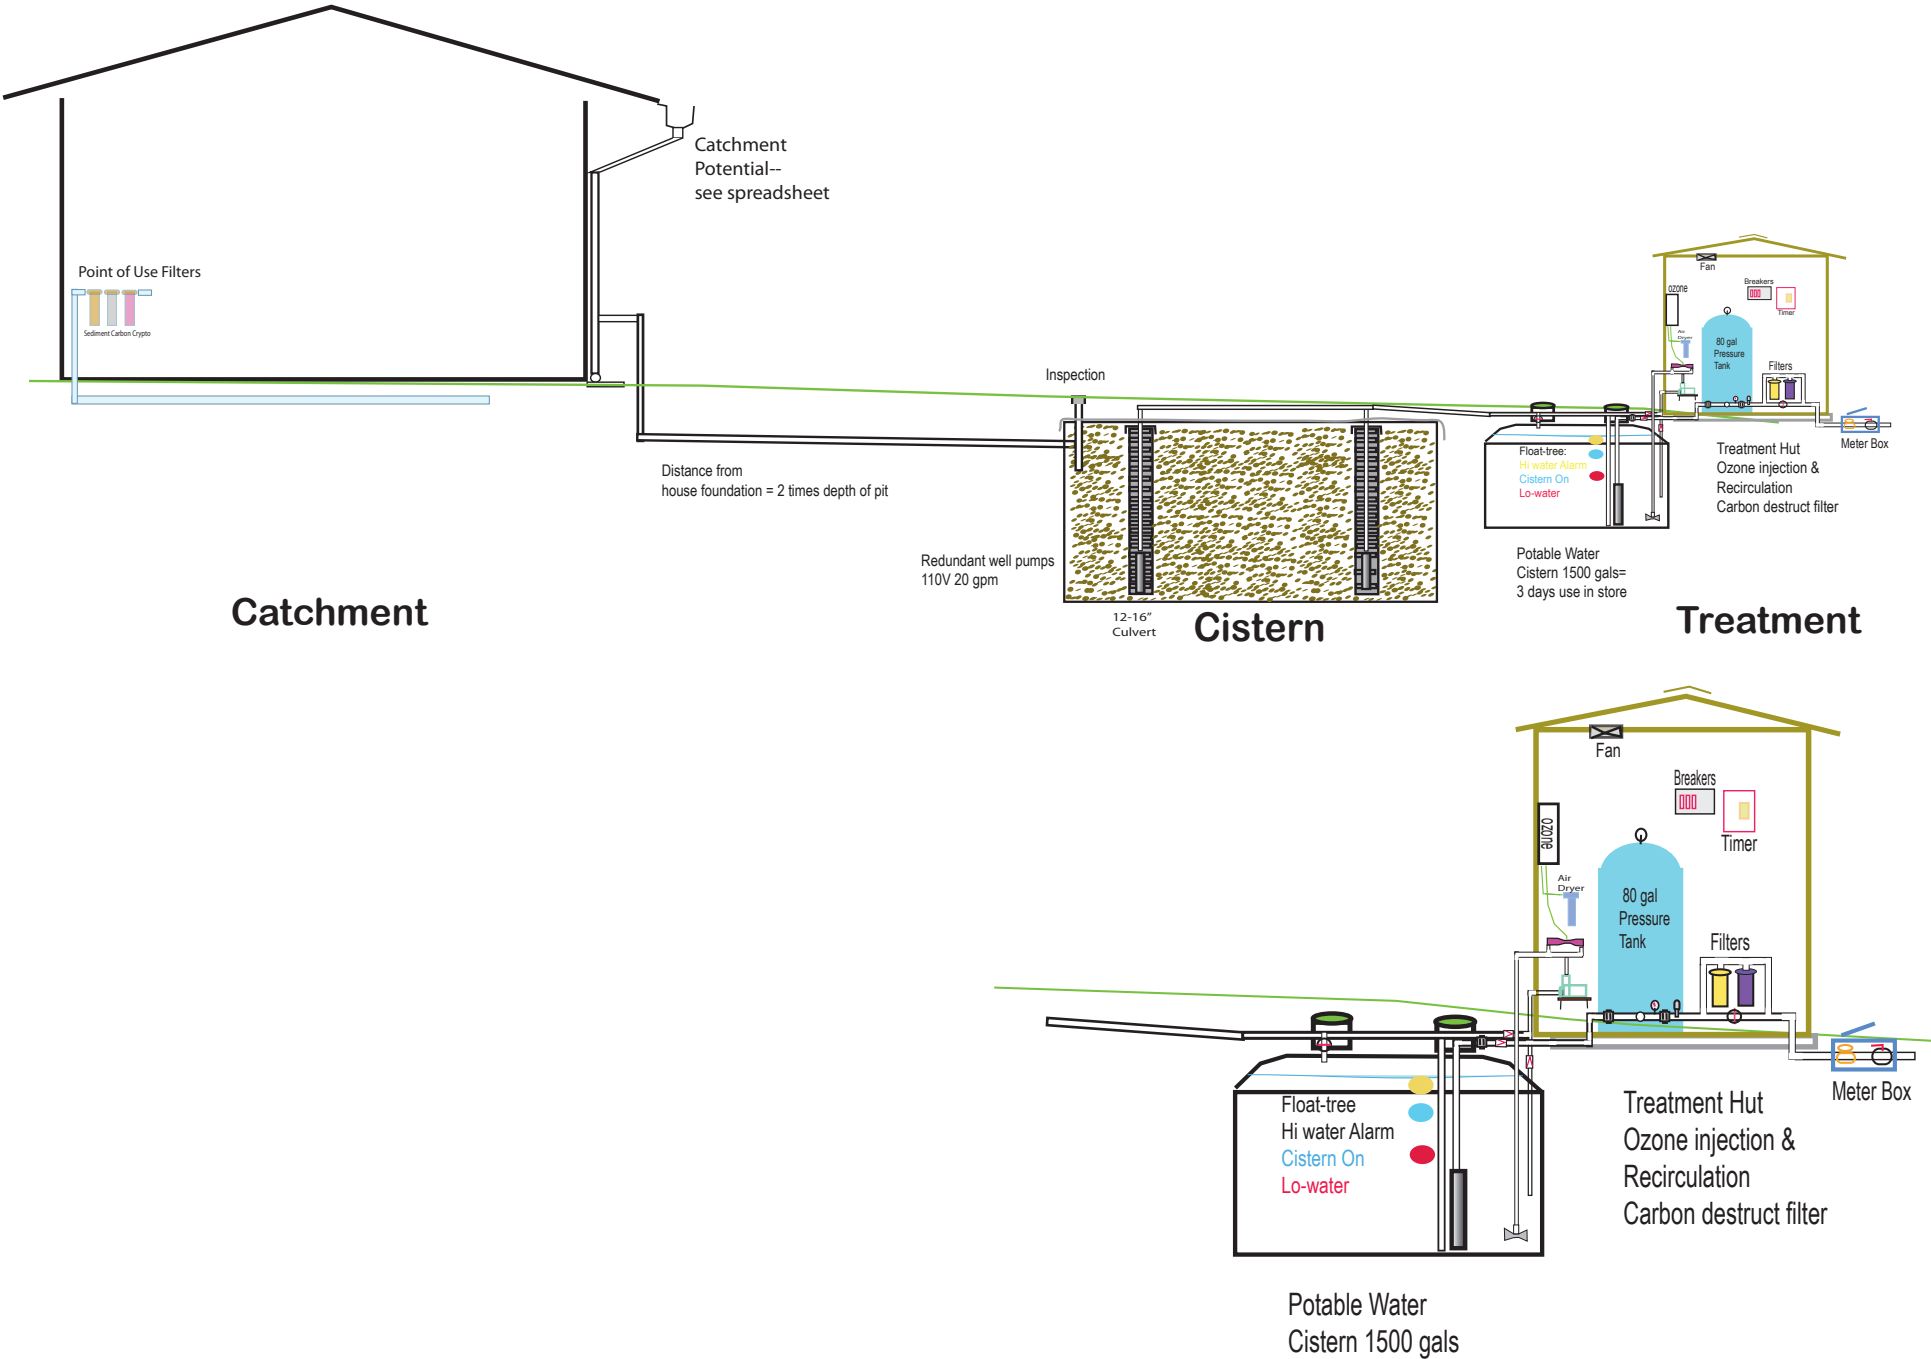 Catchment
Potential--
see spreadsheet
Point of Use Filters
Sediment Carbon Crypto
Fan
Breakers
ozone
Timer
Air
Dryer
80 gal
Pressure
Tank
Filters
Inspection
Meter Box
Distance from
house foundation = 2 times depth of pit
Float-tree:
Hi water Alarm
Cistern On
Lo-water
Treatment Hut
Ozone injection &
Recirculation
Carbon destruct filter
Redundant well pumps
110V 20 gpm
Potable Water
Cistern 1500 gals=
3 days use in store
12-16"
Culvert
Catchment
Cistern
Treatment
Fan
Breakers
ozone
Timer
Air
Dryer
80 gal
Pressure
Tank
Filters
Meter Box
Float-tree
Hi water Alarm
Cistern On
Lo-water
Treatment Hut
Ozone injection &
Recirculation
Carbon destruct filter
Potable Water
Cistern 1500 gals